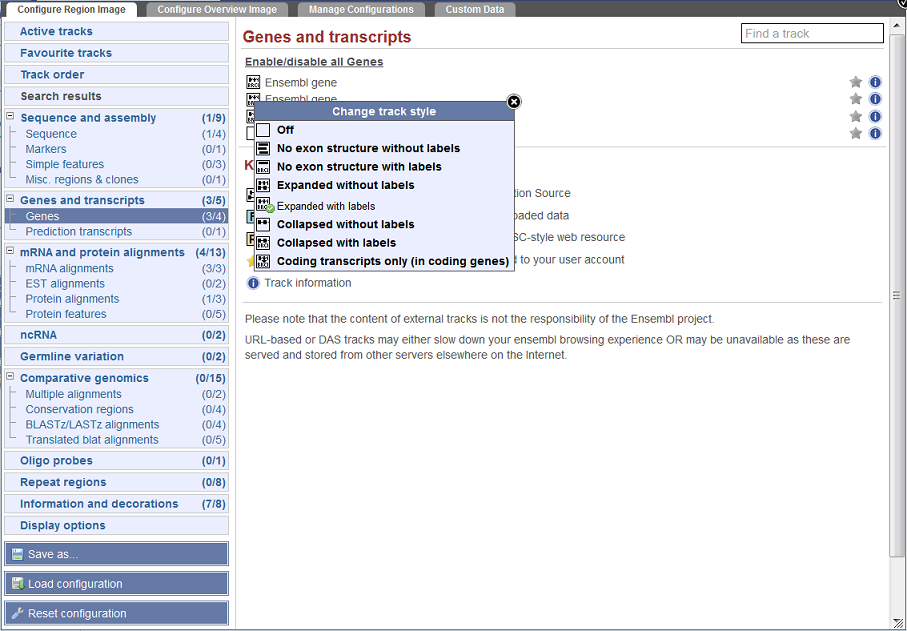 Configure Region Image Configure Overview Image Manage Configurations Custom Data
Active tracks
Favourite tracks
Track order
Search results
Sequence and assembly (1/9)
Sequence (1/4)
Markers (0/1)
Simple features (0/3)
Misc. regions & clones (0/1)
Genes and transcripts (3/5)
Genes (3/4)
Prediction transcripts (0/1)
mRNA and protein alignments (4/13)
mRNA alignments (3/3)
EST alignments (0/2)
Protein alignments (1/3)
Protein features (0/5)
ncRNA (0/2)
Germline variation (0/2)
Comparative genomics (0/15)
Multiple alignments (0/2)
Conservation regions (0/4)
BLASTz/LASTz alignments (0/4)
Translated blat alignments (0/5)
Oligo probes (0/1)
Repeat regions (0/8)
Information and decorations (7/8)
Display options
Save as...
Load configuration
Reset configuration
Genes and transcripts
Find a track
Enable/disable all Genes
Ensembl gene
Ensembl gene
Change track style
Off
No exon structure without labels
No exon structure with labels
Expanded without labels
Expanded with labels
Collapsed without labels
Collapsed with labels
Coding transcripts only (in coding genes)
K
tion Source
oaded data
SC-style web resource
d to your user account
Track information
Please note that the content of external tracks is not the responsibility of the Ensembl project.
URL-based or DAS tracks may either slow down your ensembl browsing experience OR may be unavailable as these are
served and stored from other servers elsewhere on the Internet.